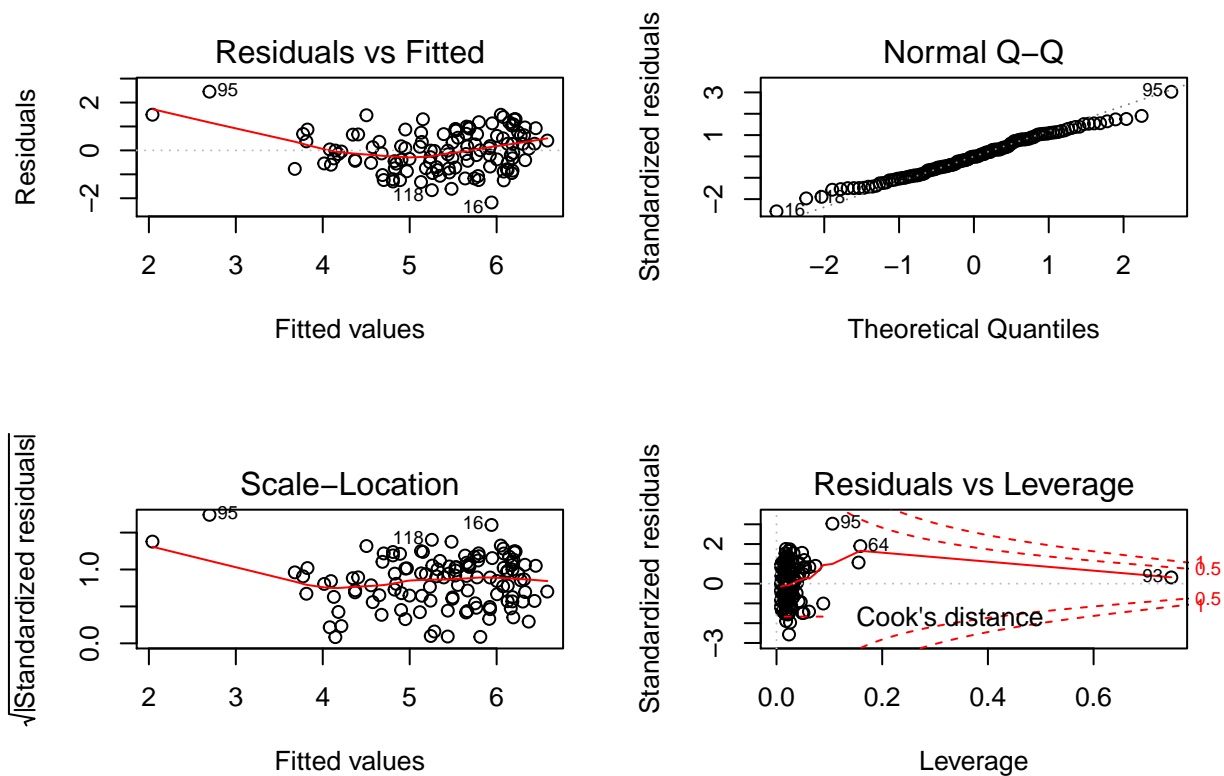 Residuals vs Fitted
Residuals
−2 0 2
95
118
16
2 3 4 5 6
Fitted values
Normal Q−Q
Standardized residuals
−2 1 3
95
16
118
−2 −1 0 1 2
Theoretical Quantiles
Scale−Location
√|Standardized residuals|
0.0 1.0
95
118
16
2 3 4 5 6
Fitted values
Residuals vs Leverage
Standardized residuals
−3 0 2
95
64
93
1
0.5
0.5
1
Cook's distance
0.0 0.2 0.4 0.6
Leverage